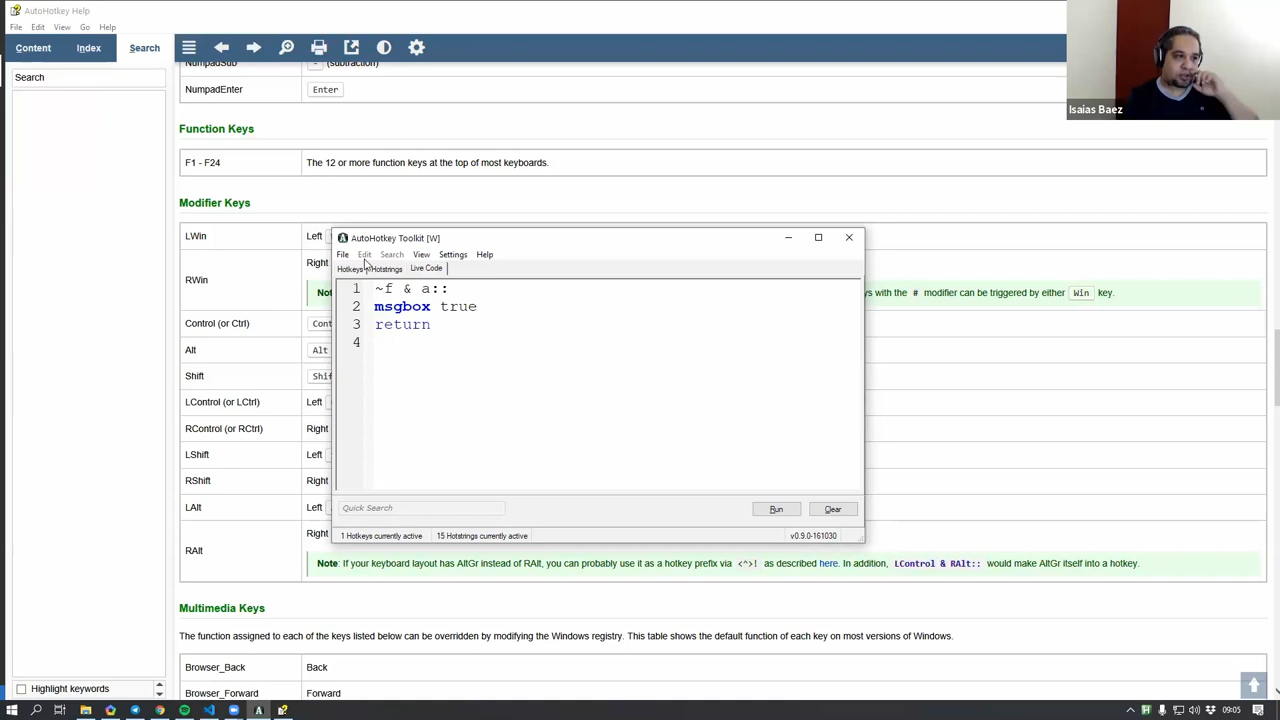 AutoHotkey Help
File Edit View Go Help
Content Index Search
Search
NumpadSub - (subtraction)
NumpadEnter Enter
Isaias Baez
Function Keys
F1 - F24 The 12 or more function keys at the top of most keyboards.
Modifier Keys
LWin Left
RWin Right
s with the # modifier can be triggered by either Win key.
Control (or Ctrl)
Alt Alt
Shift
LControl (or LCtrl) Left
RControl (or RCtrl) Right
LShift Left
RShift Right
LAlt Left
RAlt Right
Note: If your keyboard layout has AltGr instead of RAlt, you can probably use it as a hotkey prefix via <^>! as described here. In addition, LControl & RAlt:: would make AltGr itself into a hotkey.
AutoHotkey Toolkit [W]
File Edit Search View Settings Help
Hotkeys Hotstrings Live Code
1 ~f & a::
2 msgbox true
3 return
4
Quick Search Run Clear
1 Hotkeys currently active 15 Hotstrings currently active v0.9.0-161030
Multimedia Keys
The function assigned to each of the keys listed below can be overridden by modifying the Windows registry. This table shows the default function of each key on most versions of Windows.
Browser_Back Back
Browser_Forward Forward
Highlight keywords
09:05